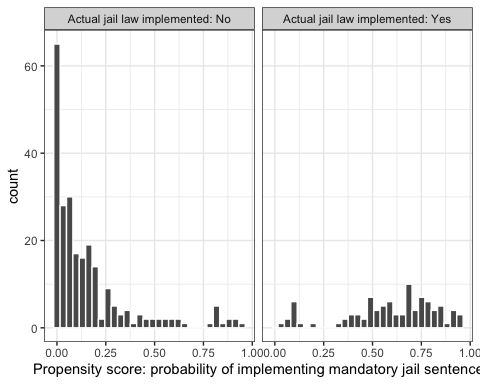 Actual jail law implemented: No
Actual jail law implemented: Yes
count
60
40
20
0
0.00 0.25 0.50 0.75 1.00
0.00 0.25 0.50 0.75 1.00
Propensity score: probability of implementing mandatory jail sentence